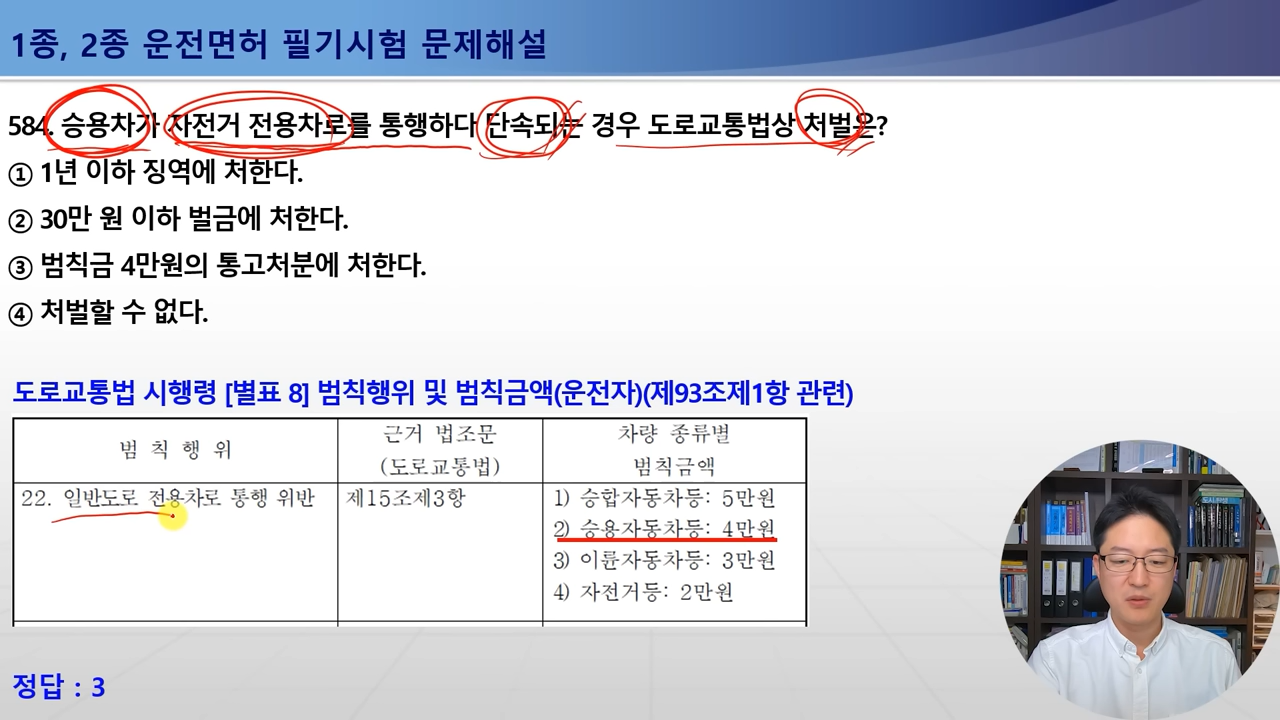 1종, 2종 운전면허 필기시험 문제해설
584. 승용차가 자전거 전용차로를 통행하다 단속되는 경우 도로교통법상 처벌은?
① 1년 이하 징역에 처한다.
② 30만 원 이하 벌금에 처한다.
③ 범칙금 4만원의 통고처분에 처한다.
④ 처벌할 수 없다.
도로교통법 시행령 [별표 8] 범칙행위 및 범칙금액(운전자)(제93조제1항 관련)
범 칙 행 위
근거 법조문
(도로교통법)
차량 종류별
범칙금액
22. 일반도로 전용차로 통행 위반
제15조제3항
1) 승합자동차등: 5만원
2) 승용자동차등: 4만원
3) 이륜자동차등: 3만원
4) 자전거등: 2만원
정답 : 3